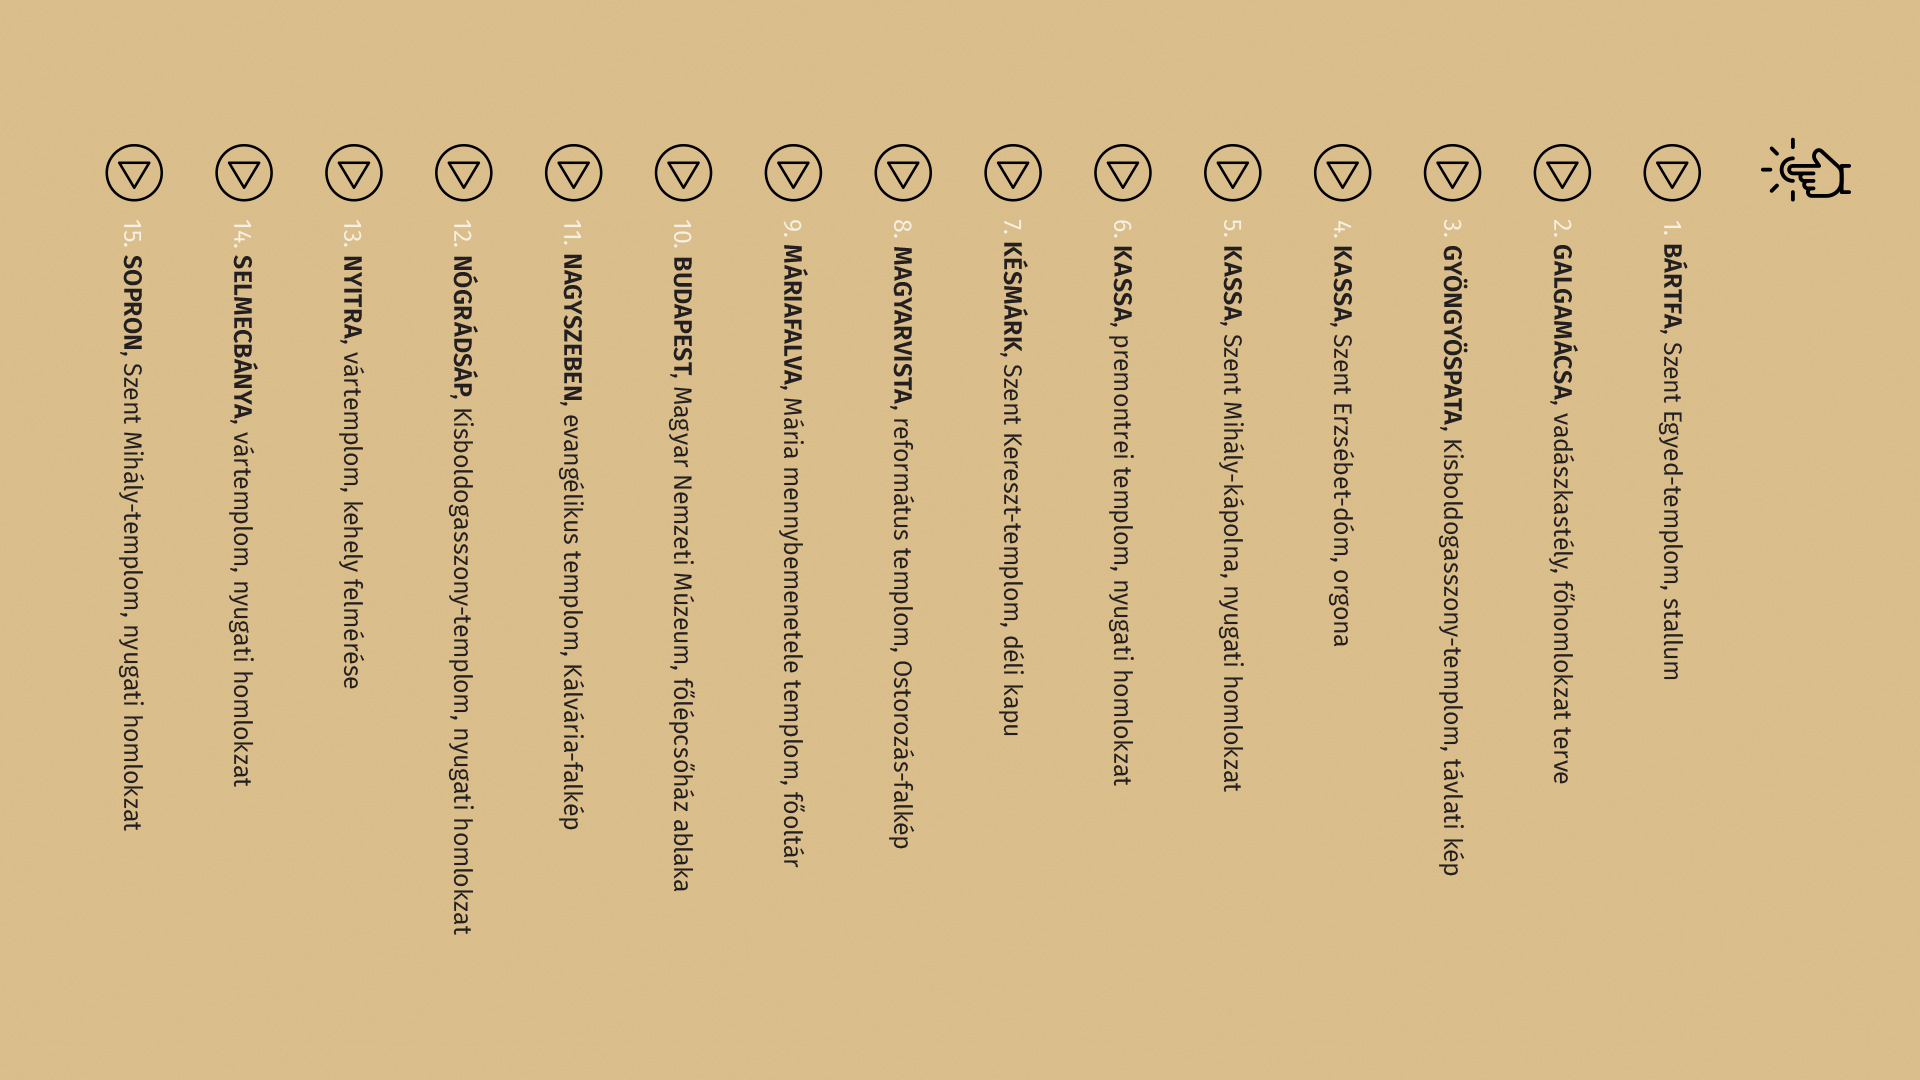 1. BÁRTFA, Szent Egyed-templom, stallum
2. GALGAMÁCSA, vadászkastély, főhomlokzat terve
3. GYÖNGYÖSPATA, Kisboldogasszony-templom, távlati kép
4. KASSA, Szent Erzsébet-dóm, orgona
5. KASSA, Szent Mihály-kápolna, nyugati homlokzat
6. KASSA, premontrei templom, nyugati homlokzat
7. KÉSMÁRK, Szent Kereszt-templom, déli kapu
8. MAGYARVISTA, református templom, Ostorozás-falkép
9. MÁRIAFALVA, Mária mennybemenetele templom, főoltár
10. BUDAPEST, Magyar Nemzeti Múzeum, főlépcsőház ablaka
11. NAGYSZEBEN, evangélikus templom, Kálvária-falkép
12. NÓGRÁDSÁP, Kisboldogasszony-templom, nyugati homlokzat
13. NYITRA, vártemplom, kehely felmérése
14. SELMECBÁNYA, vártemplom, nyugati homlokzat
15. SOPRON, Szent Mihály-templom, nyugati homlokzat